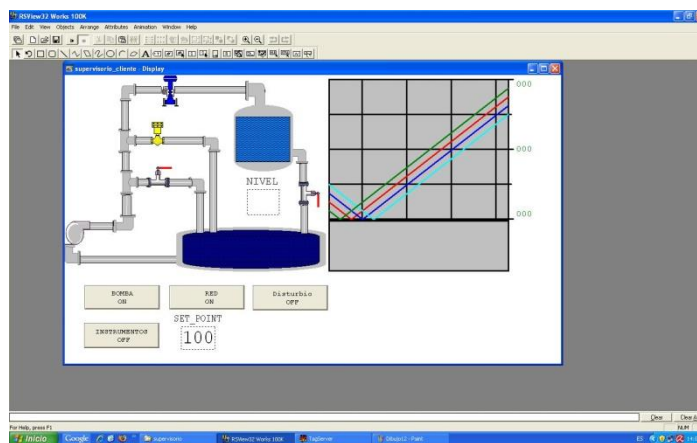 RSView32 Works 100K
File Edit View Objects Arrange Attributes Animation Window Help
supervisorio_cliente - Display
000
NIVEL
000
000
BOMBA
ON
RED
ON
Disturbio
OFF
SET_POINT
INSTRUMENTOS
OFF
100
Clear
For Help, press F1
NUM
Inicio
Google
supervisorio
RSView32 Works 100K
TagServer
Dibujo12 - Paint
ES